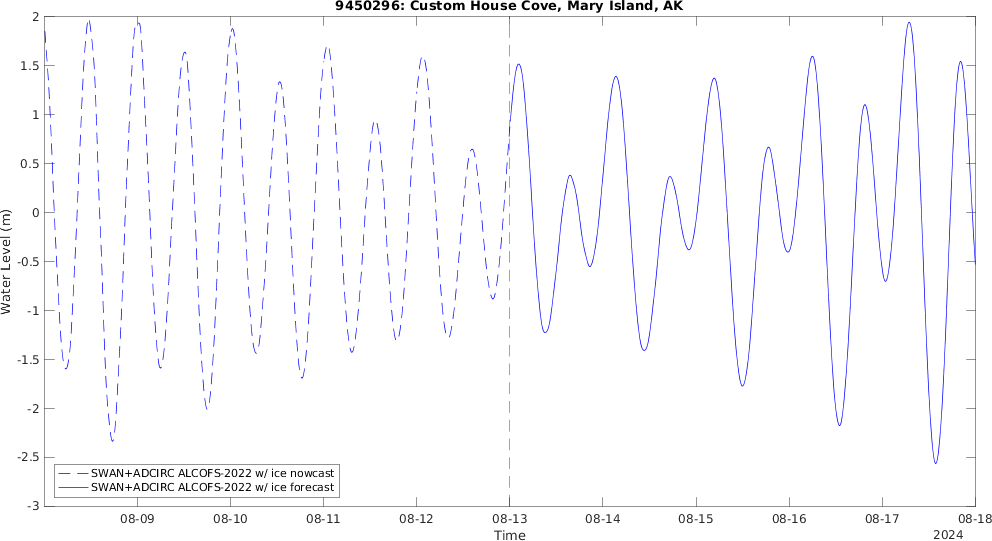 9450296: Custom House Cove, Mary Island, AK
2
1.5
1
0.5
0
-0.5
-1
-1.5
-2
-2.5
-3
Water Level (m)
SWAN+ADCIRC ALCOFS-2022 w/ ice nowcast
SWAN+ADCIRC ALCOFS-2022 w/ ice forecast
08-09 08-10 08-11 08-12 08-13 08-14 08-15 08-16 08-17 08-18
Time
2024